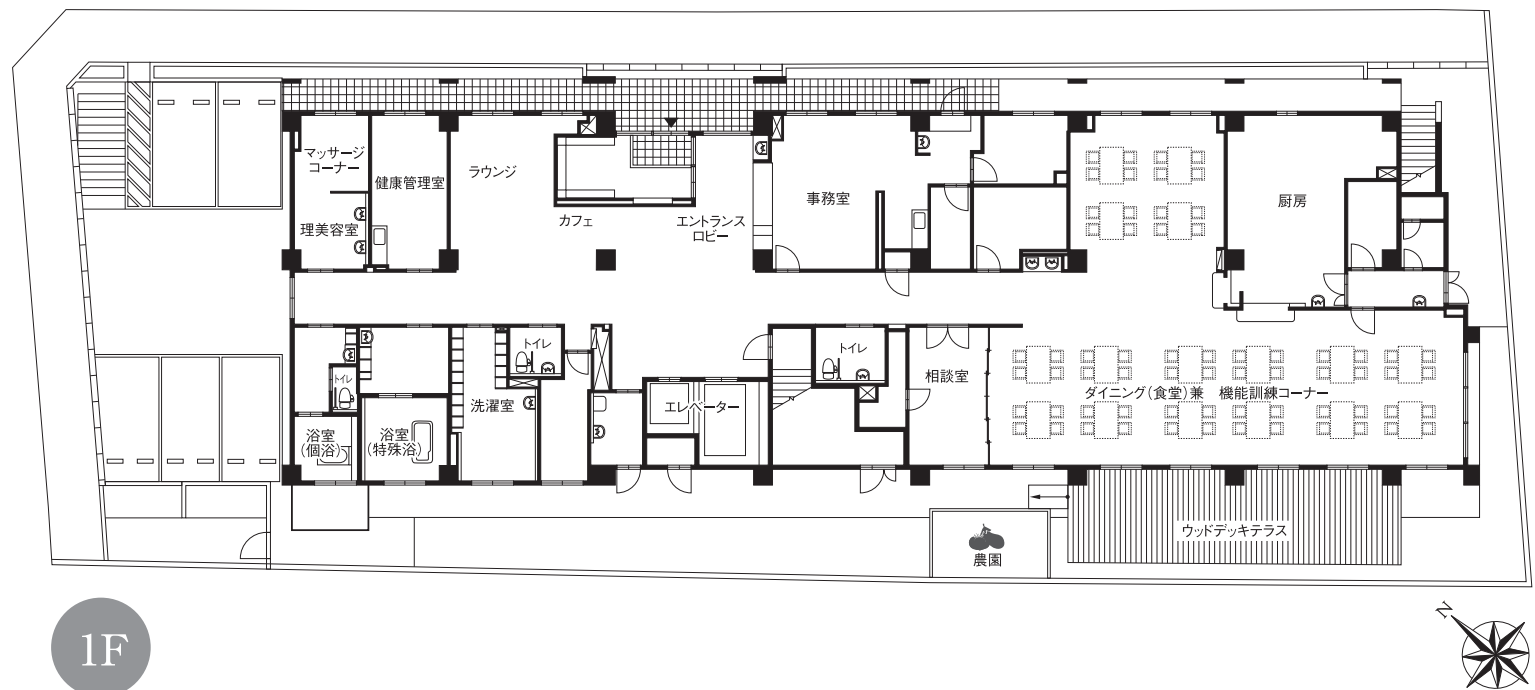 マッサージ
コーナー
健康管理室
理美容室
ラウンジ
カフェ
エントランス
ロビー
事務室
厨房
トイレ
トイレ
トイレ
洗濯室
浴室
(個浴)
浴室
(特殊浴)
エレベーター
相談室
ダイニング(食堂)兼 機能訓練コーナー
ウッドデッキテラス
農園
1F
N